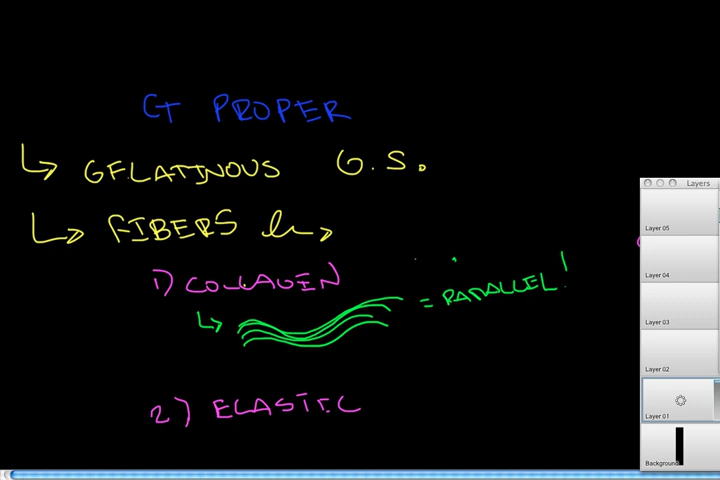 CT PROPER
↳ GELATINOUS G.S.
↳ FIBERS
1) COLLAGEN
↳ = PARALLEL!
2) ELASTIC
Layers
Layer 05
Layer 04
Layer 03
Layer 02
Layer 01
Background